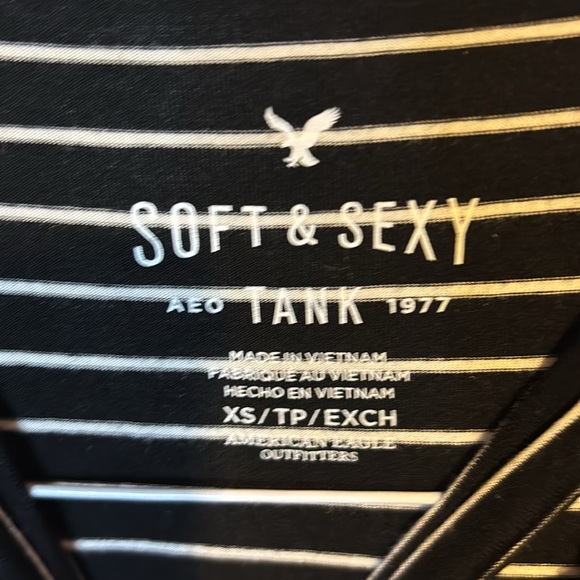 SOFT & SEXY
AEO TANK 1977
MADE IN VIETNAM
FABRIQUÉ AU VIETNAM
HECHO EN VIETNAM
XS/TP/EXCH
AMERICAN EAGLE
OUTFITTERS